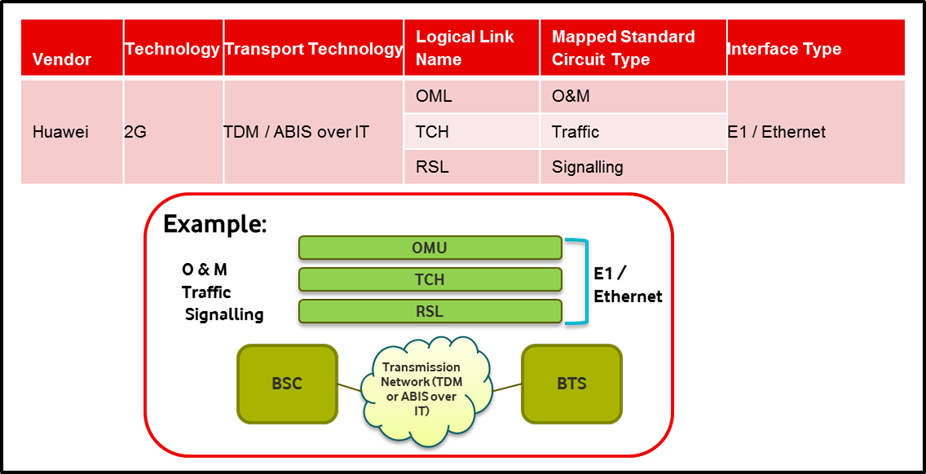 Vendor
Technology
Transport Technology
Logical Link
Name
Mapped Standard
Circuit Type
Interface Type
Huawei
2G
TDM / ABIS over IT
OML
O&M
TCH
Traffic
RSL
Signalling
E1 / Ethernet
Example:
O & M
Traffic
Signalling
OMU
TCH
RSL
E1 /
Ethernet
BSC
Transmission
Network (TDM
or ABIS over
IT)
BTS